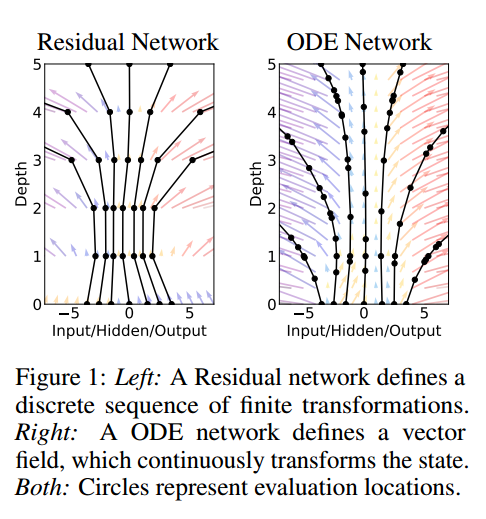 Residual Network
ODE Network
5
4
3
2
1
0
Depth
−5
0
5
Input/Hidden/Output
5
4
3
2
1
0
Depth
−5
0
5
Input/Hidden/Output
Figure 1: Left: A Residual network defines a
discrete sequence of finite transformations.
Right: A ODE network defines a vector
field, which continuously transforms the state.
Both: Circles represent evaluation locations.